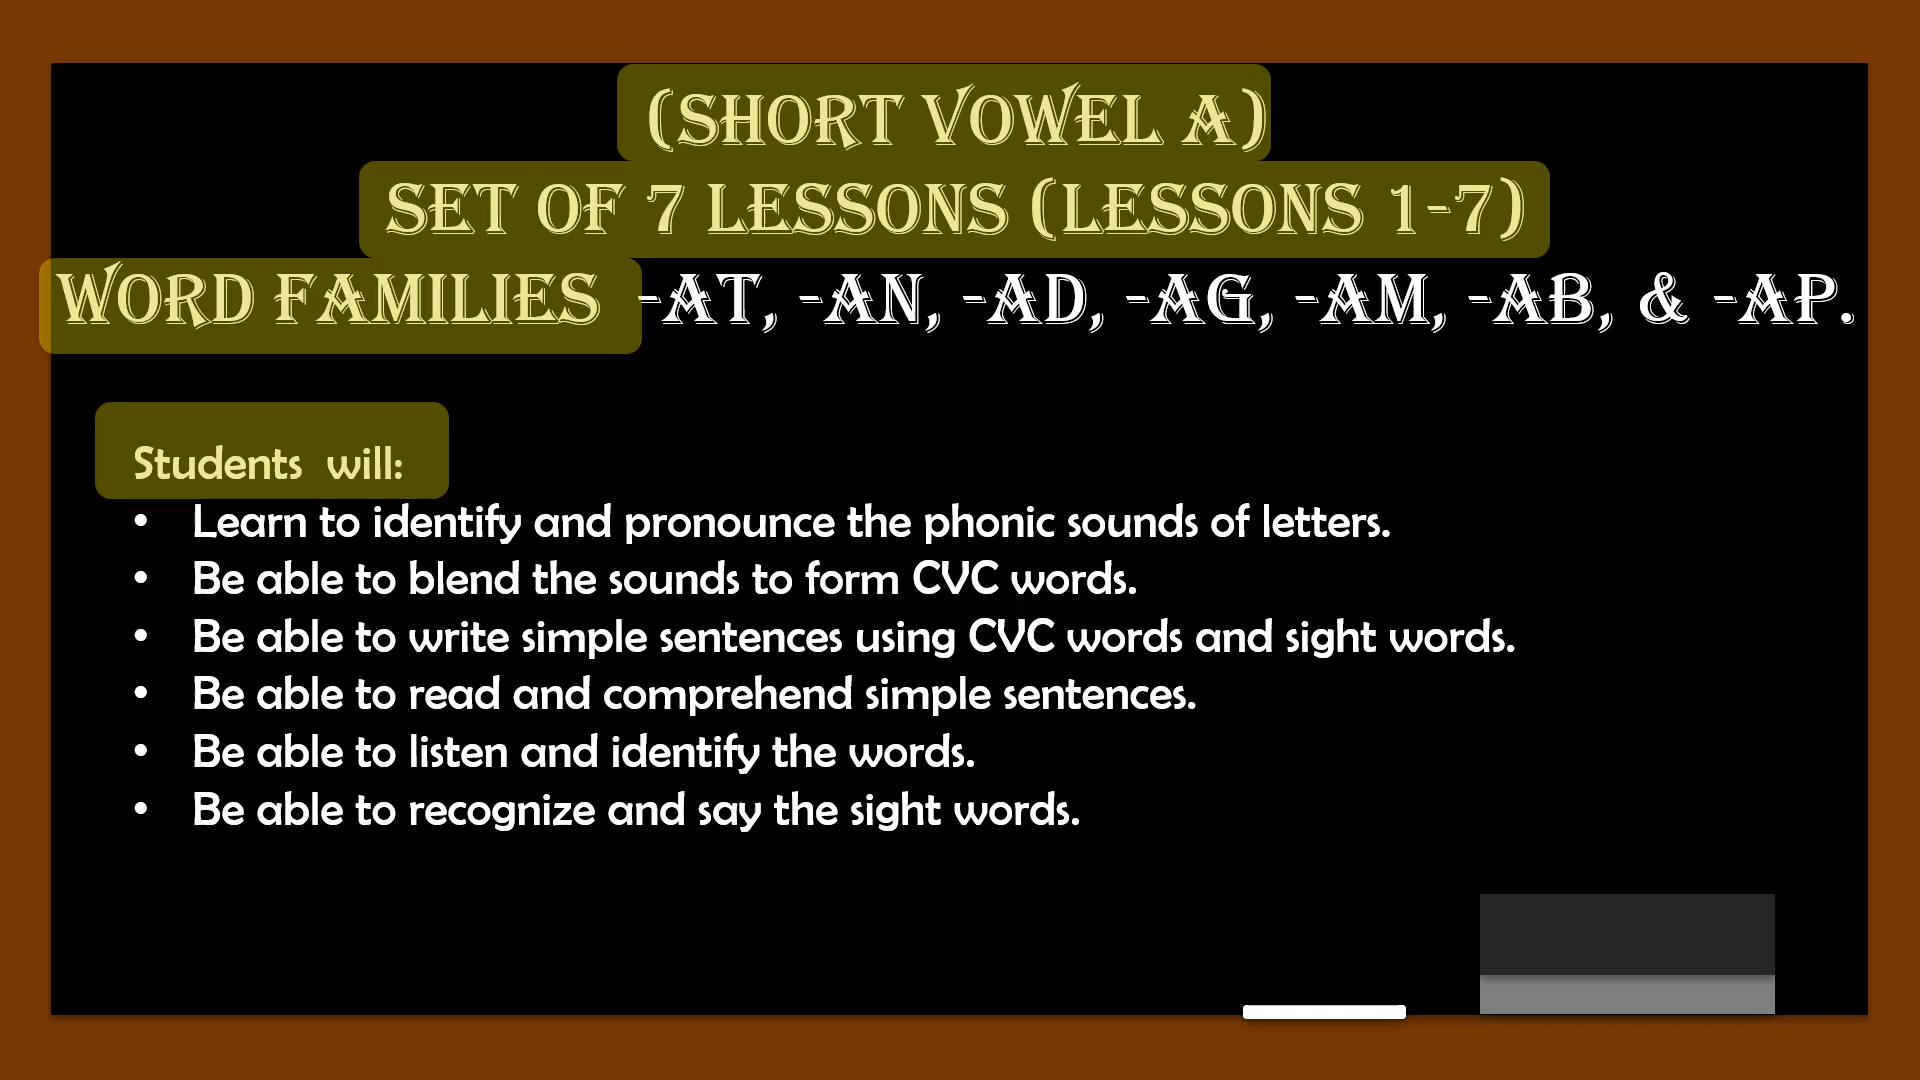 (SHORT VOWEL A)
SET OF 7 LESSONS (LESSONS 1-7)
WORD FAMILIES -AT, -AN, -AD, -AG, -AM, -AB, & -AP.
Students will:
• Learn to identify and pronounce the phonic sounds of letters.
• Be able to blend the sounds to form CVC words.
• Be able to write simple sentences using CVC words and sight words.
• Be able to read and comprehend simple sentences.
• Be able to listen and identify the words.
• Be able to recognize and say the sight words.